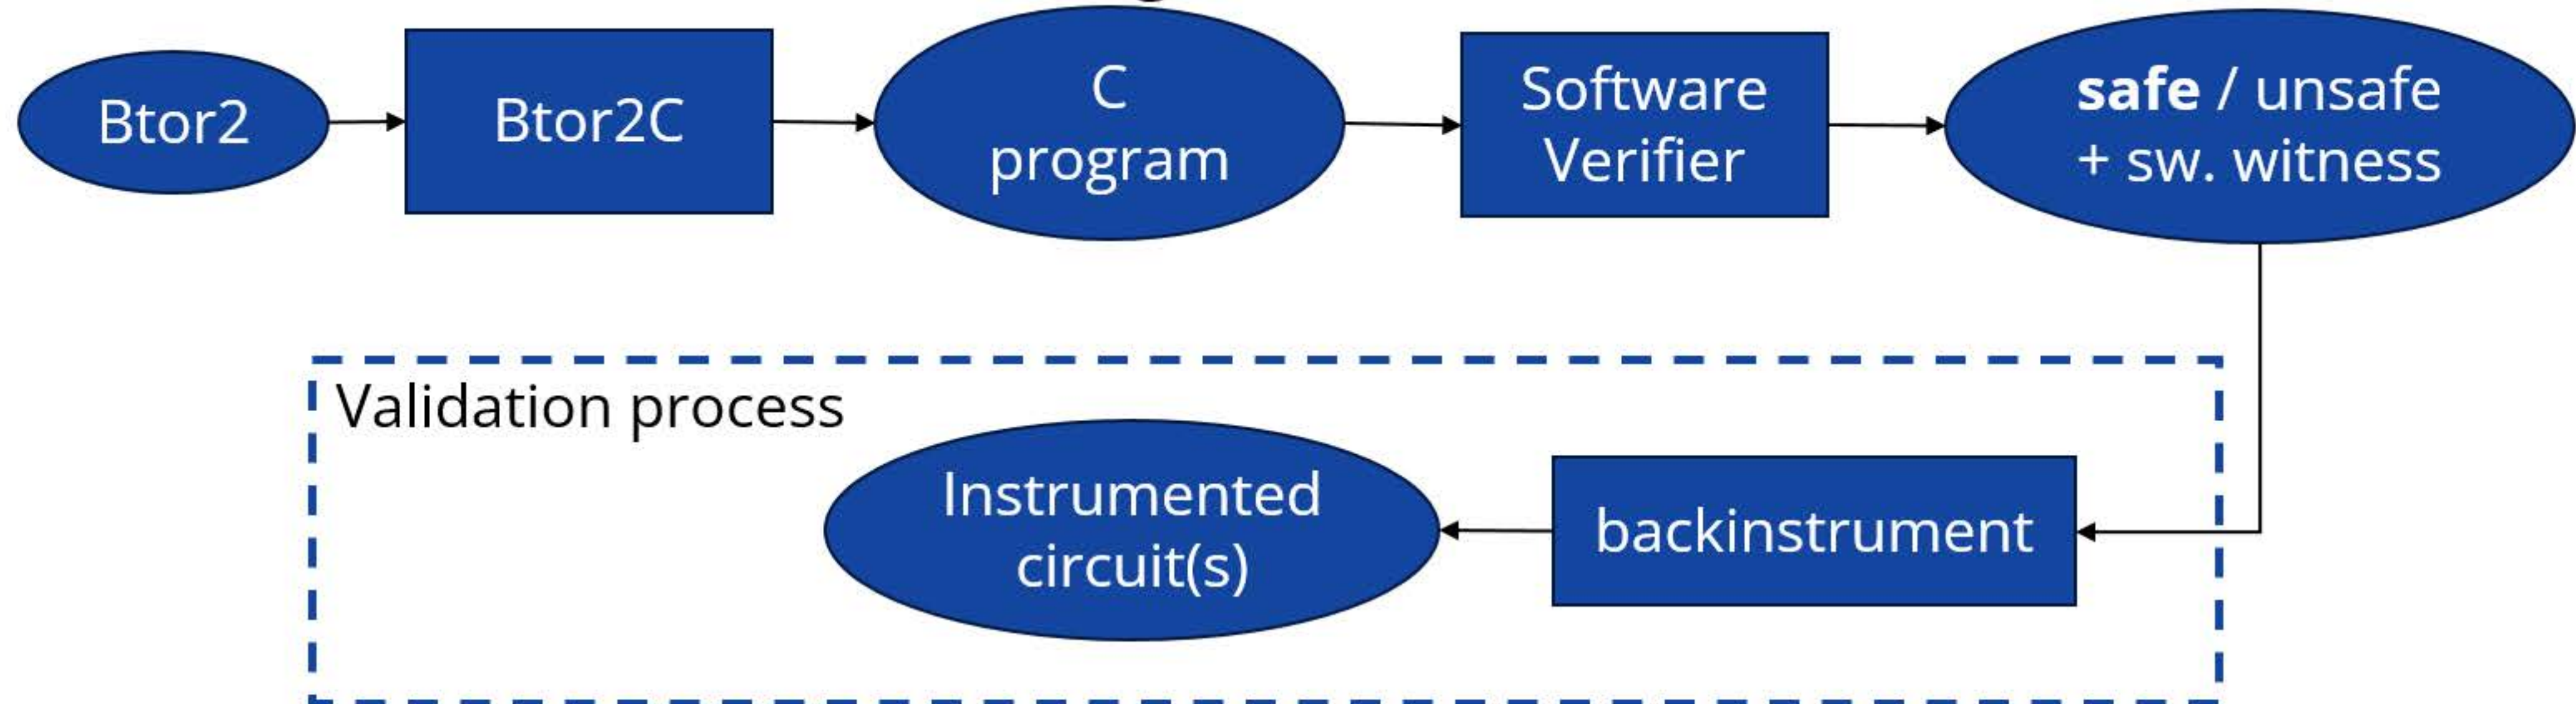 Btor2
Btor2C
C
program
Software
Verifier
safe / unsafe
+ sw. witness
Validation process
Instrumented
circuit(s)
backinstrument